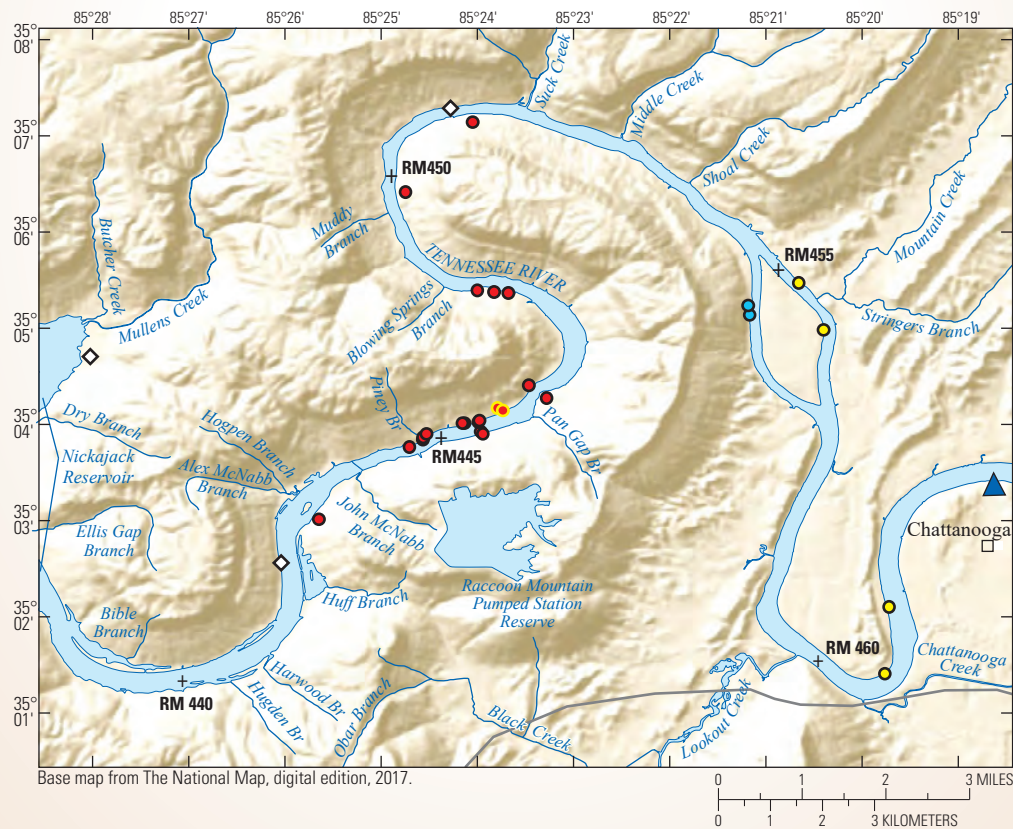 85°28' 85°27' 85°26' 85°25' 85°24' 85°23' 85°22' 85°21' 85°20' 85°19'
35°
08'
Suck Creek
Middle Creek
35°
07'
Shoal Creek
RM450
Mountain Creek
Muddy
Branch
35°
06'
Butcher Creek
TENNESSEE RIVER
RM455
Mullens Creek
Blowing Springs
Branch
Stringers Branch
35°
05'
Piney Br
35°
04'
Dry Branch
Hogpen Branch
Pan Gap Br
RM445
Nickajack
Reservoir
Alex McNabb
Branch
John McNabb
Branch
35°
03'
Ellis Gap
Branch
Chattanooga
Raccoon Mountain
Pumped Station
Reserve
Huff Branch
35°
02'
Bible
Branch
RM 460
Chattanooga
Creek
Harwood Br
Hugden Br
RM 440
Obar Branch
Black Creek
Lookout Creek
35°
01'
Base map from The National Map, digital edition, 2017.
0 1 2 3 MILES
0 1 2 3 KILOMETERS